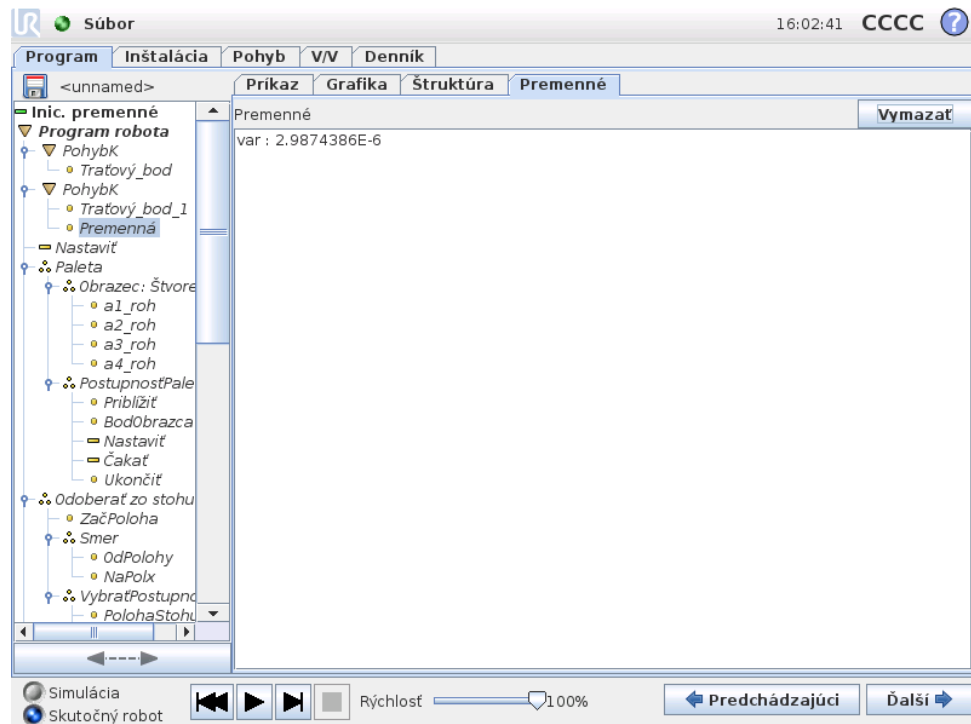 UR Súbor 16:02:41 CCCC ?
Program Inštalácia Pohyb V/V Denník
<unnamed>
Príkaz Grafika Štruktúra Premenné
Inic. premenné
Program robota
PohybK
Traťový_bod
PohybK
Traťový_bod_1
Premenná
Nastaviť
Paleta
Obrazec: Štvore
a1_roh
a2_roh
a3_roh
a4_roh
PostupnosťPale
Priblížiť
BodObrazca
Nastaviť
Čakať
Ukončiť
Odoberať zo stohu
ZačPoloha
Smer
OdPolohy
NaPolx
VybraťPostupno
PolohaStohu
Premenné Vymazať
var : 2.9874386E-6
Simulácia
Skutočný robot
Rýchlosť 100%
Predchádzajúci Ďalší